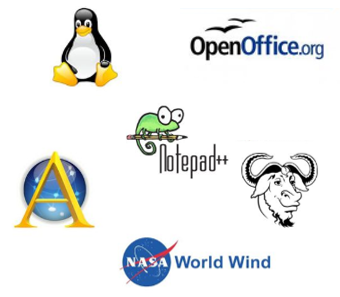 OpenOffice.org
Notepad++
A
NASA World Wind